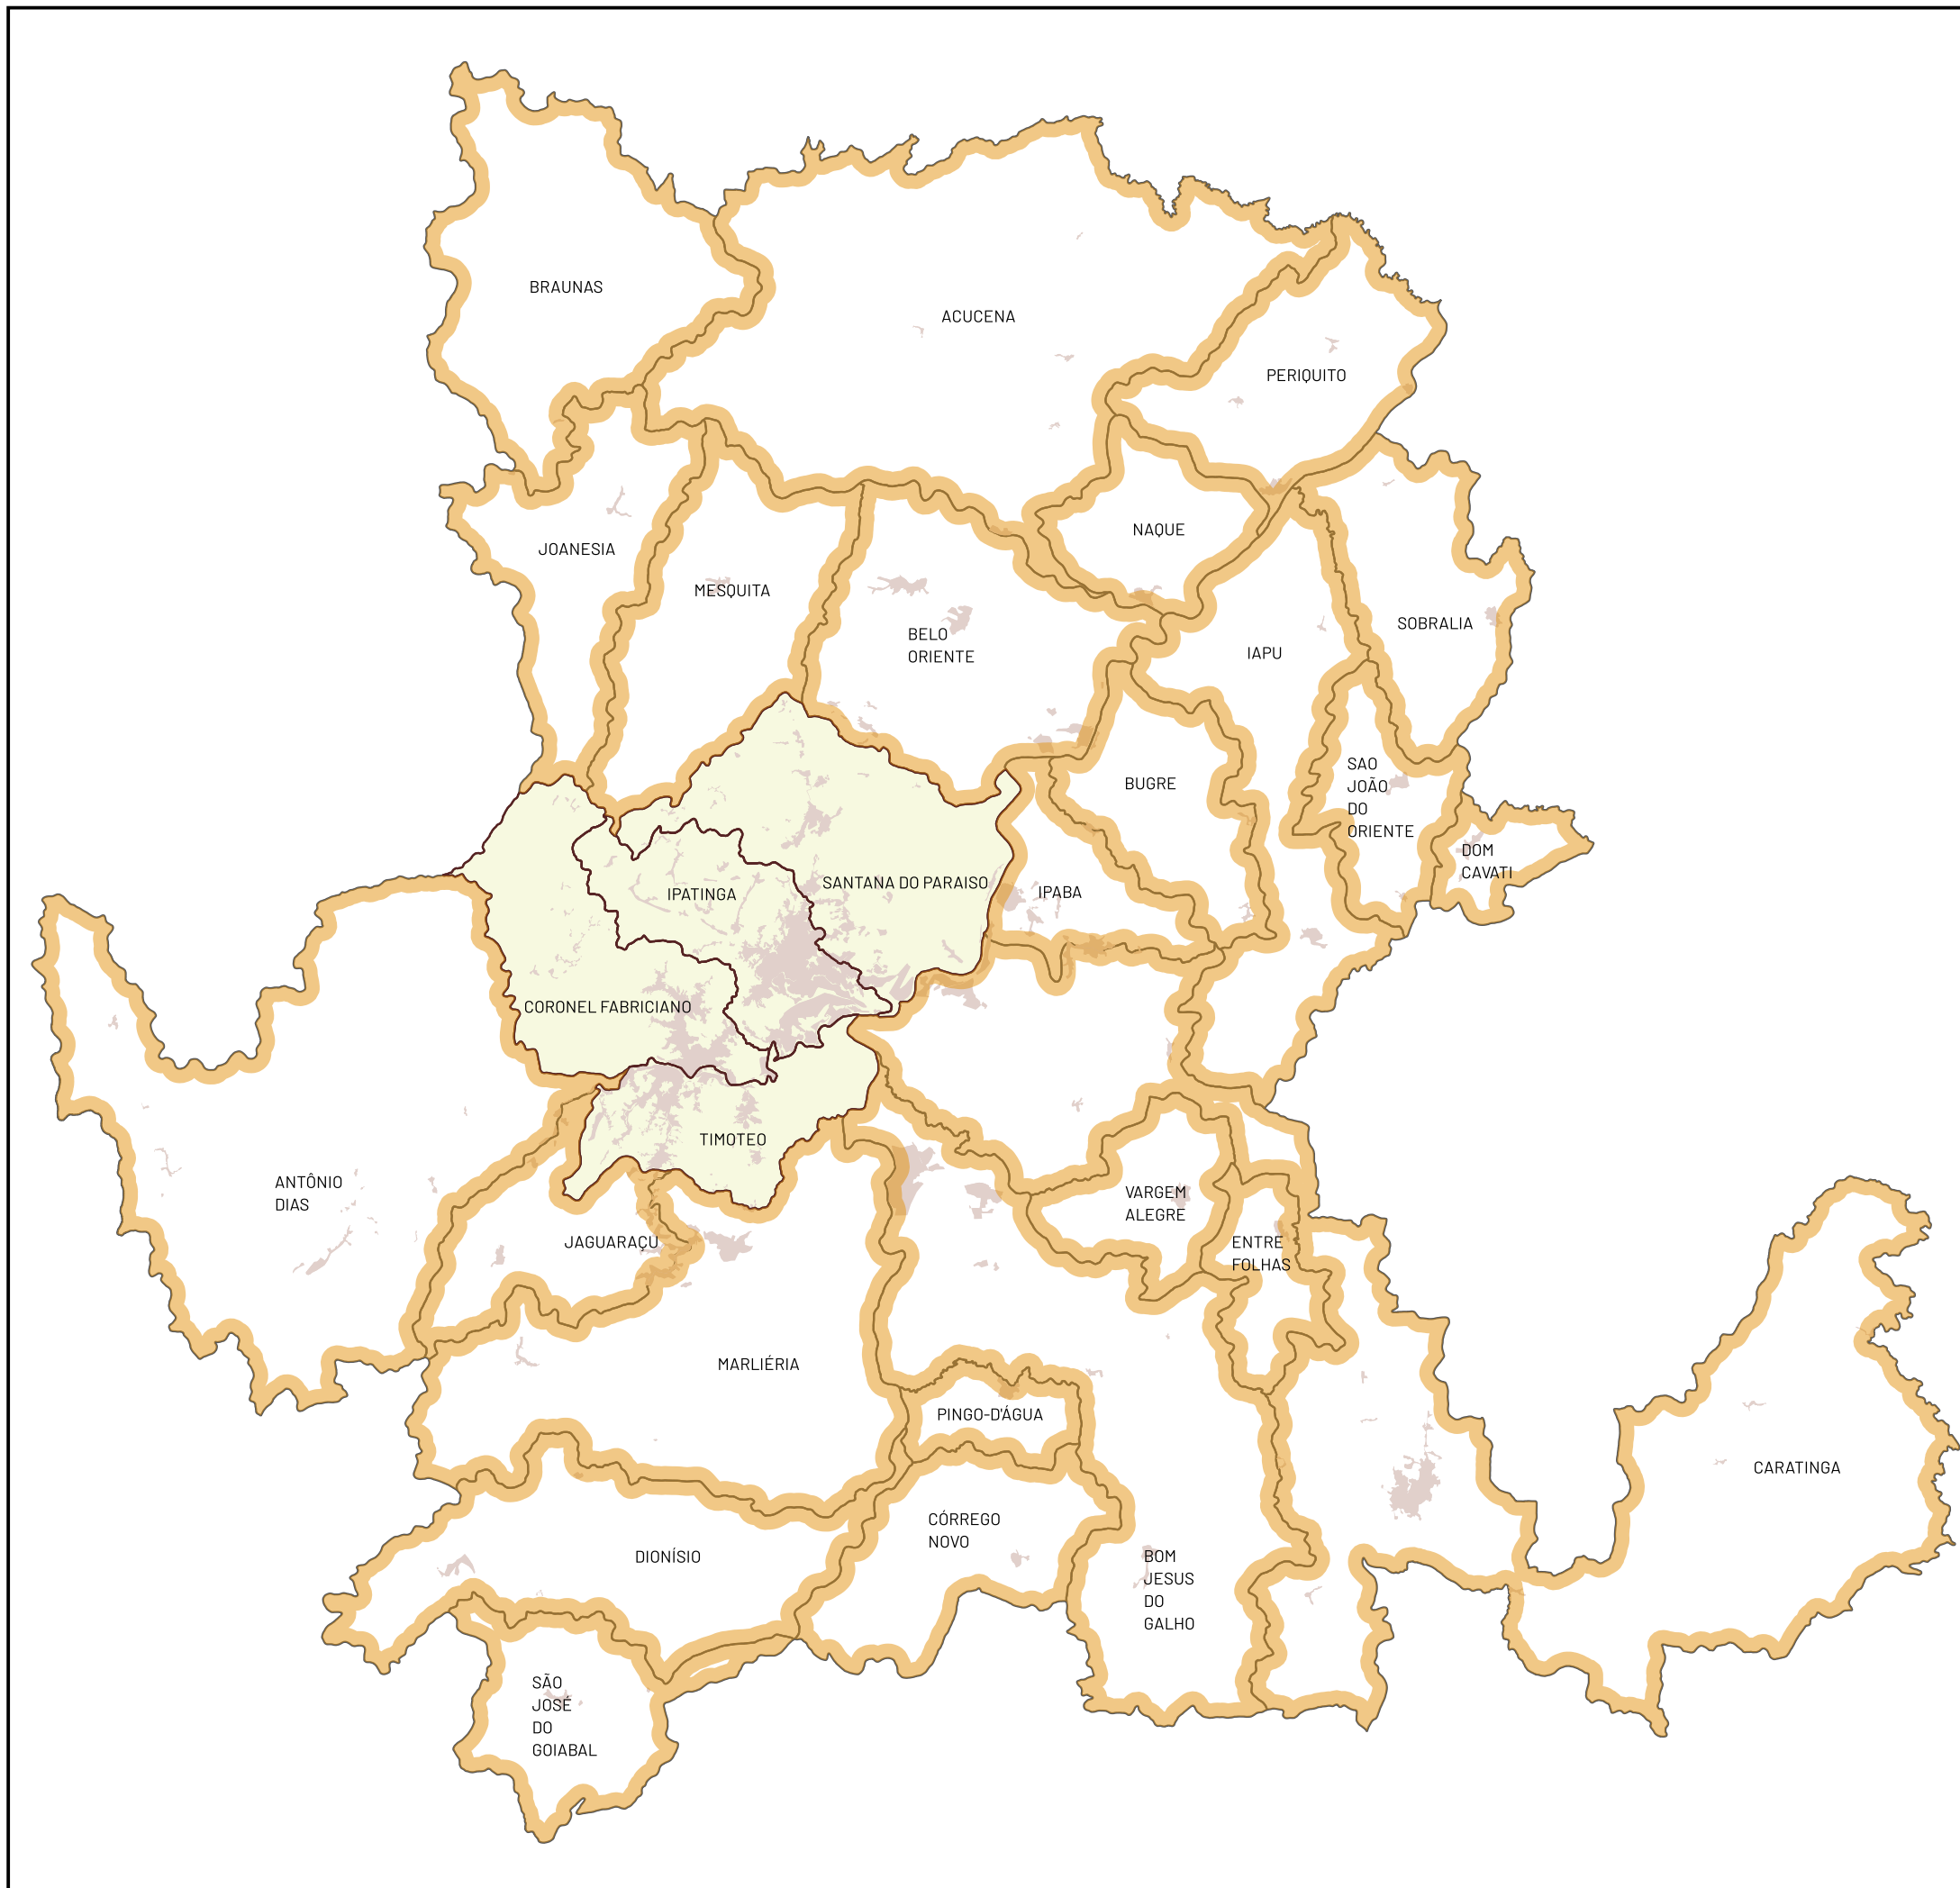 BRAUNAS
ACUCENA
PERIQUITO
NAQUE
JOANESIA
MESQUITA
BELO
ORIENTE
SOBRALIA
IAPU
SAO
JOÃO
DO
ORIENTE
BUGRE
DOM
CAVATI
SANTANA DO PARAISO
IPATINGA
IPABA
CORONEL FABRICIANO
TIMOTEO
ANTÔNIO
DIAS
VARGEM
ALEGRE
JAGUARAÇU
ENTRE
FOLHAS
MARLIÉRIA
PINGO-D'ÁGUA
CARATINGA
CÓRREGO
NOVO
DIONÍSIO
BOM
JESUS
DO
GALHO
SÃO
JOSÉ
DO
GOIABAL